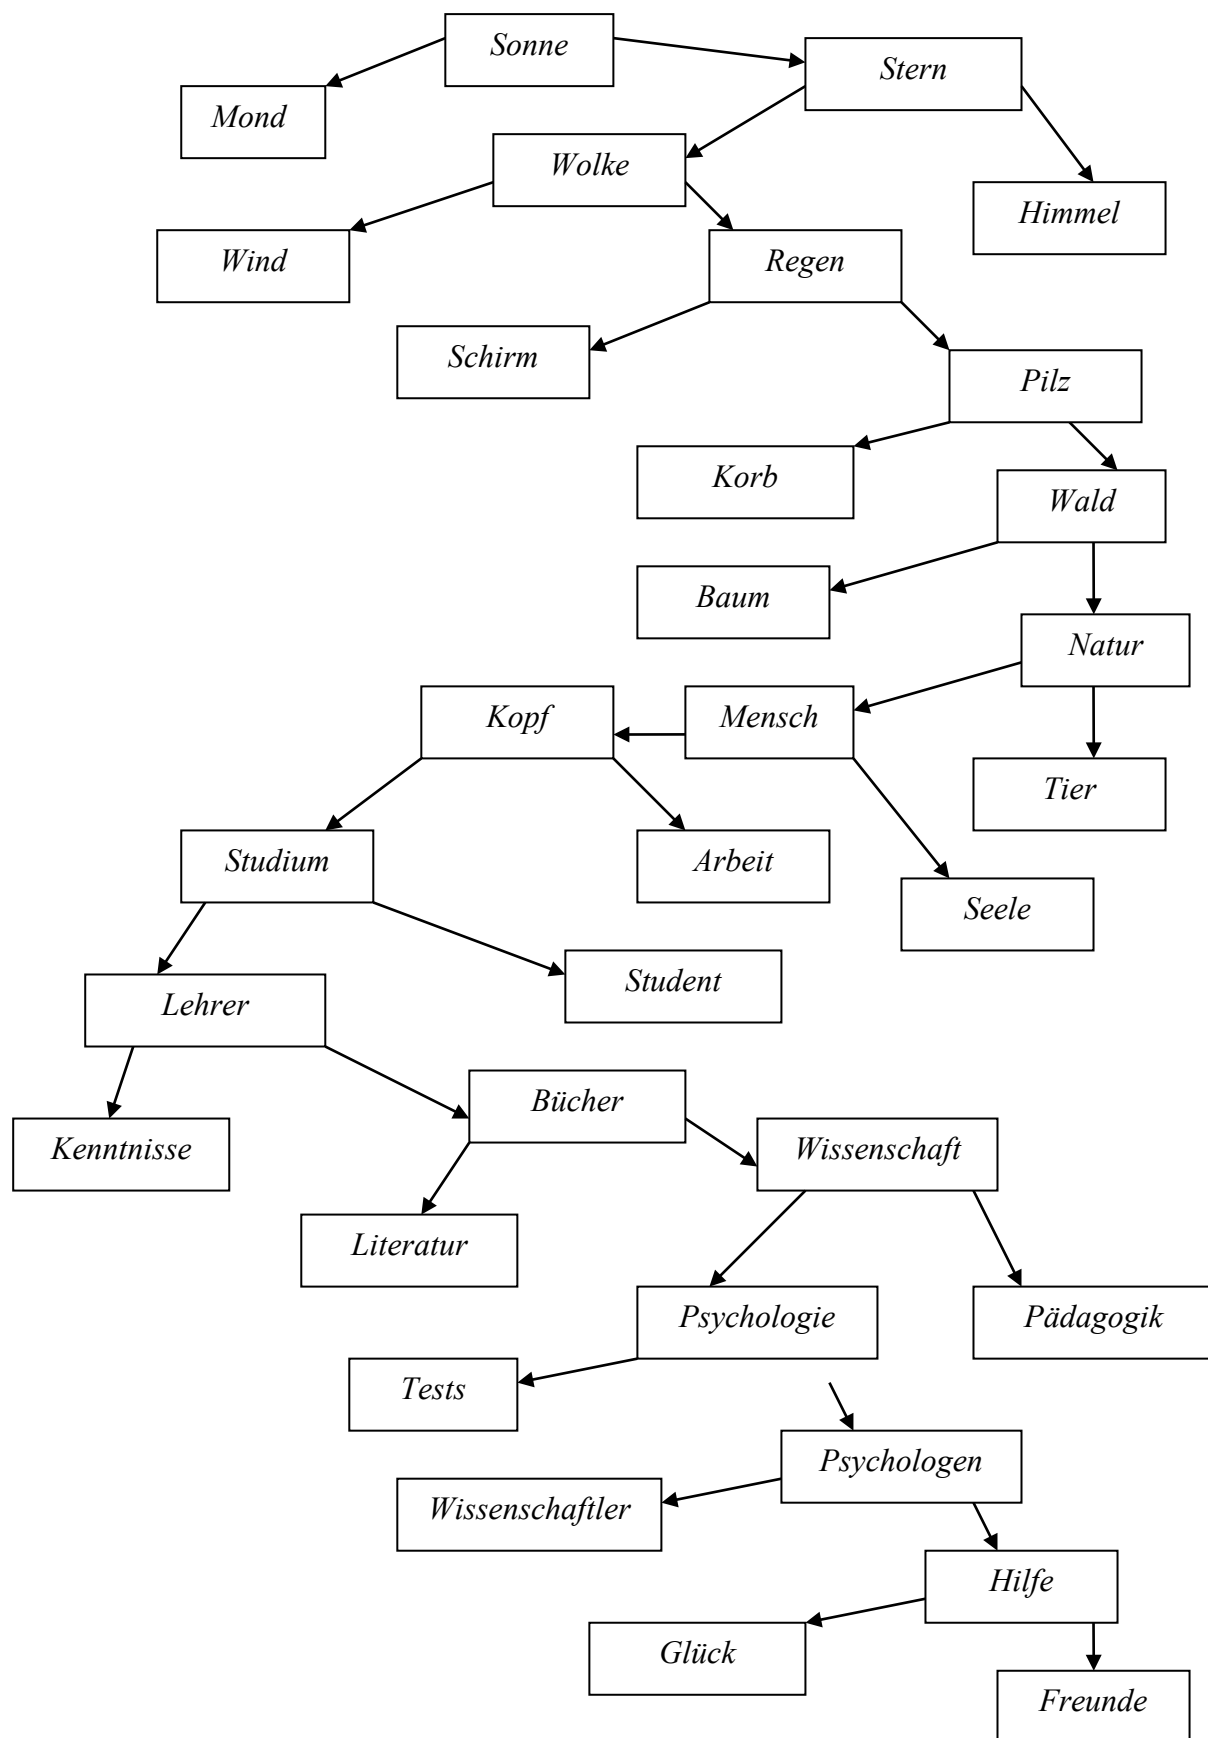 Sonne
Stern
Mond
Wolke
Himmel
Wind
Regen
Schirm
Pilz
Korb
Wald
Baum
Natur
Kopf
Mensch
Tier
Studium
Arbeit
Seele
Student
Lehrer
Bücher
Kenntnisse
Wissenschaft
Literatur
Psychologie
Pädagogik
Tests
Psychologen
Wissenschaftler
Hilfe
Glück
Freunde